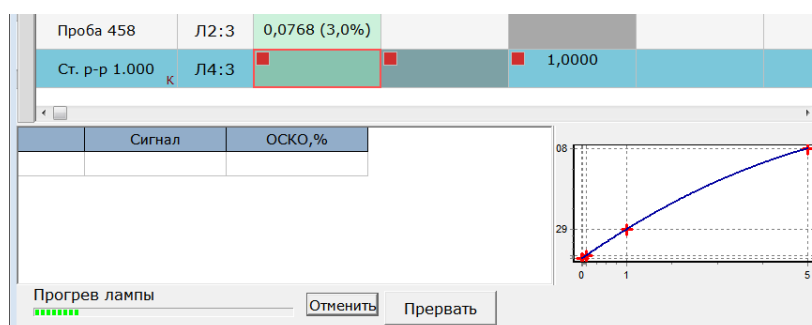 Проба 458 Л2:3 0,0768 (3,0%)
Ст. р-р 1.000 К Л4:3 1,0000
Сигнал ОСКО,%
08
29
0 1 5
Прогрев лампы
Отменить Прервать